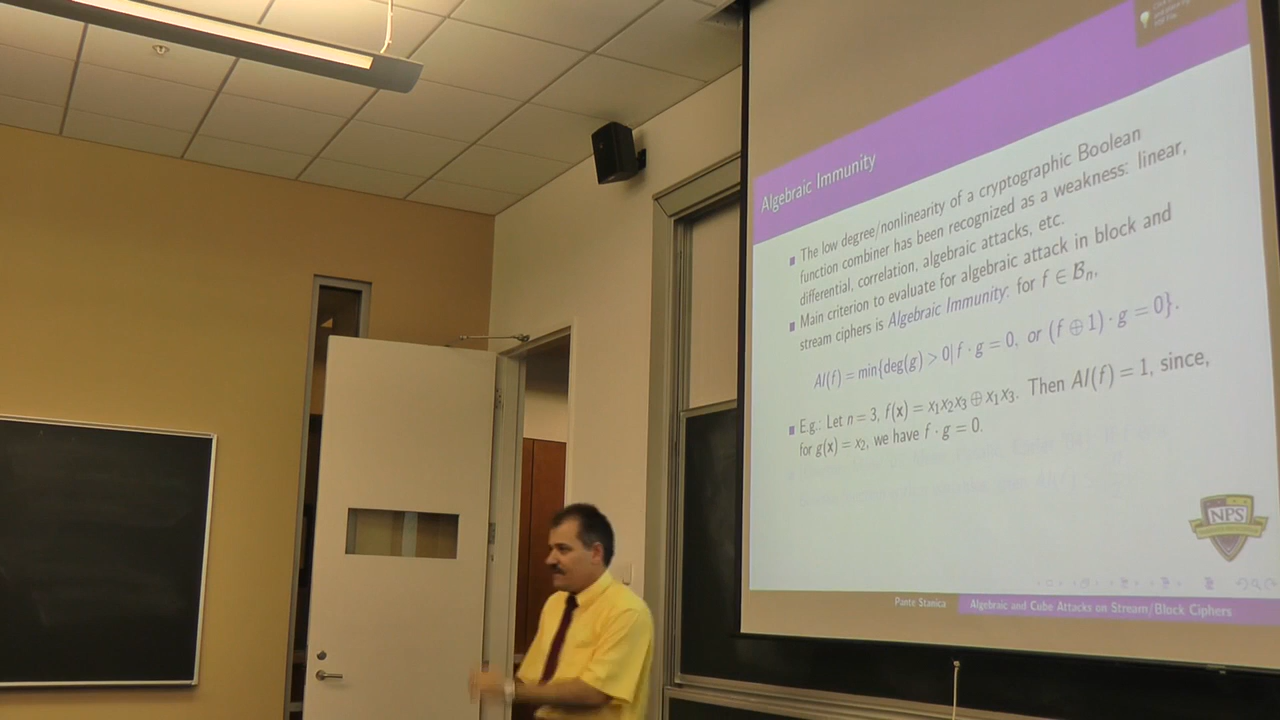 Algebraic Immunity
The low degree/nonlinearity of a cryptographic Boolean
function combiner has been recognized as a weakness: linear,
differential, correlation, algebraic attacks, etc.
Main criterion to evaluate for algebraic attack in block and
stream ciphers is Algebraic Immunity: for f ∈ Bₙ,
AI(f) = min{deg(g) > 0| f · g = 0, or (f ⊕ 1) · g = 0}.
E.g.: Let n = 3, f(x) = x₁x₂x₃ ⊕ x₁x₃. Then AI(f) = 1, since,
for g(x) = x₂, we have f · g = 0.
NPS
Pante Stanica Algebraic and Cube Attacks on Stream/Block Ciphers